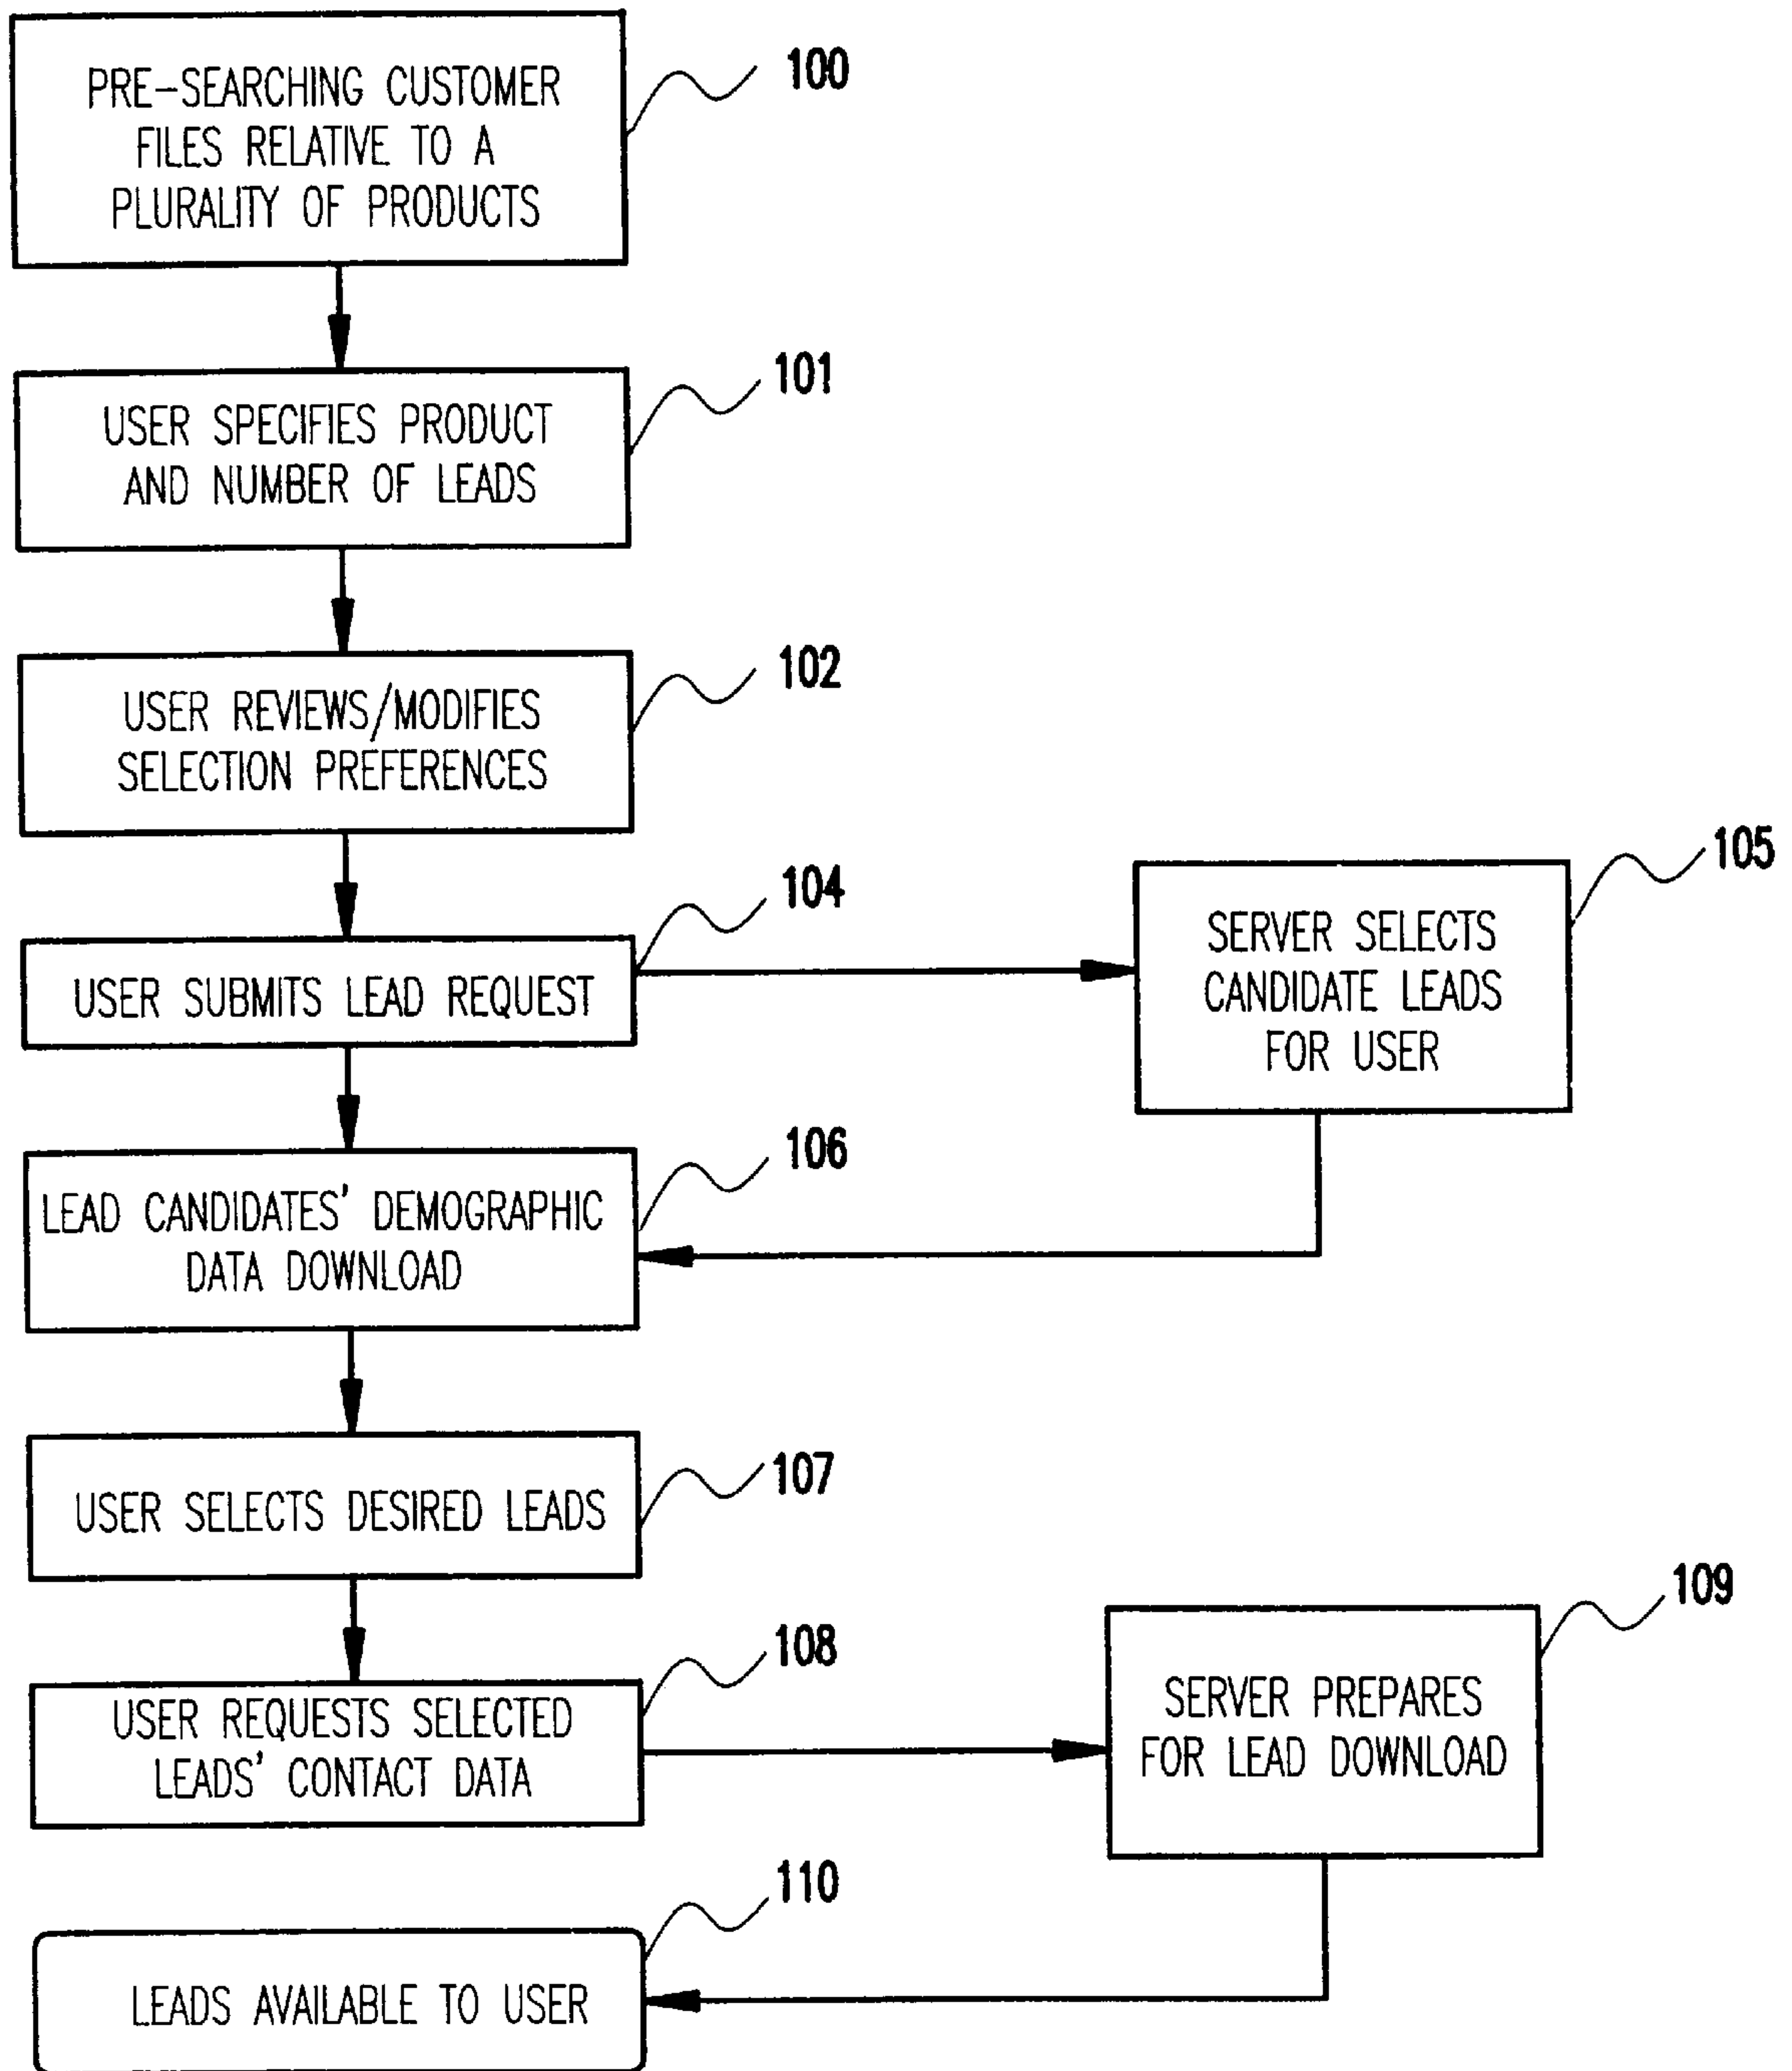 PRE-SEARCHING CUSTOMER
FILES RELATIVE TO A
PLURALITY OF PRODUCTS
100
USER SPECIFIES PRODUCT
AND NUMBER OF LEADS
101
USER REVIEWS/MODIFIES
SELECTION PREFERENCES
102
USER SUBMITS LEAD REQUEST
104
SERVER SELECTS
CANDIDATE LEADS
FOR USER
105
LEAD CANDIDATES' DEMOGRAPHIC
DATA DOWNLOAD
106
USER SELECTS DESIRED LEADS
107
USER REQUESTS SELECTED
LEADS' CONTACT DATA
108
SERVER PREPARES
FOR LEAD DOWNLOAD
109
LEADS AVAILABLE TO USER
110